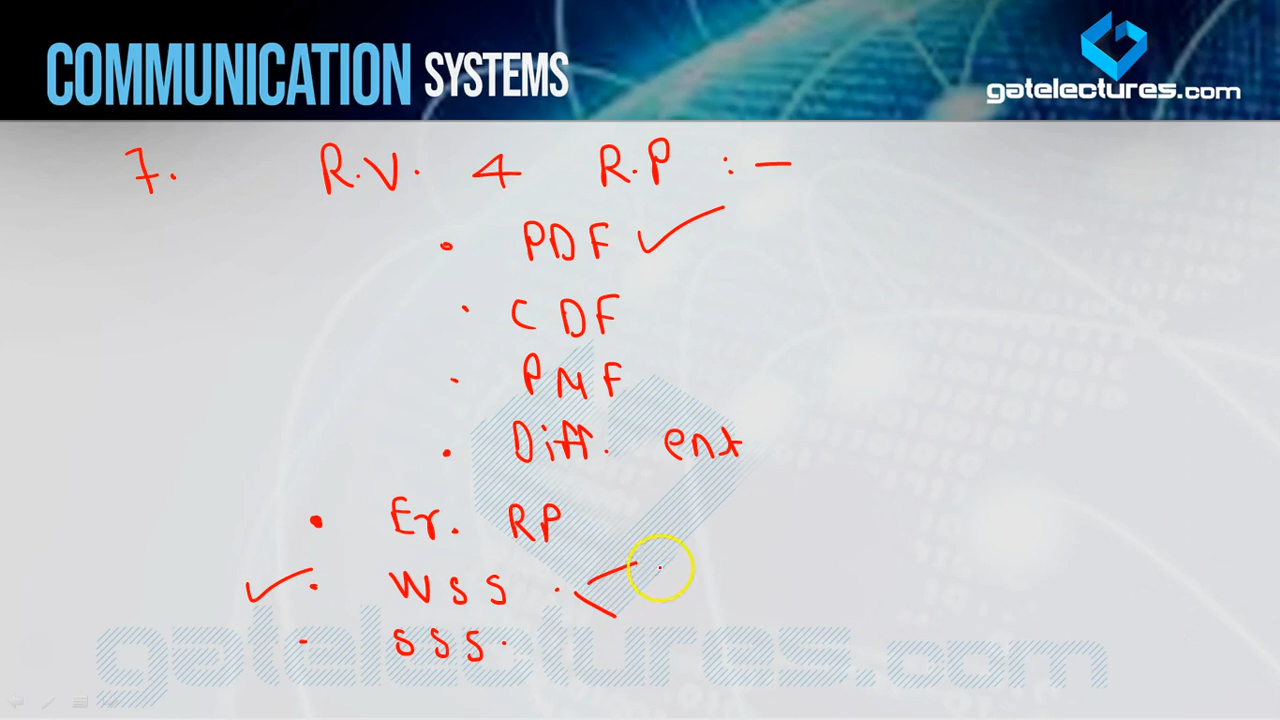 COMMUNICATION SYSTEMS
gatelectures.com
7. R.V. 4 R.P :-
· PDF ✓
· CDF
· PMF
· Diff. ent
· Er. RP
✓ · WSS ·
· SSS.
gatelectures.com